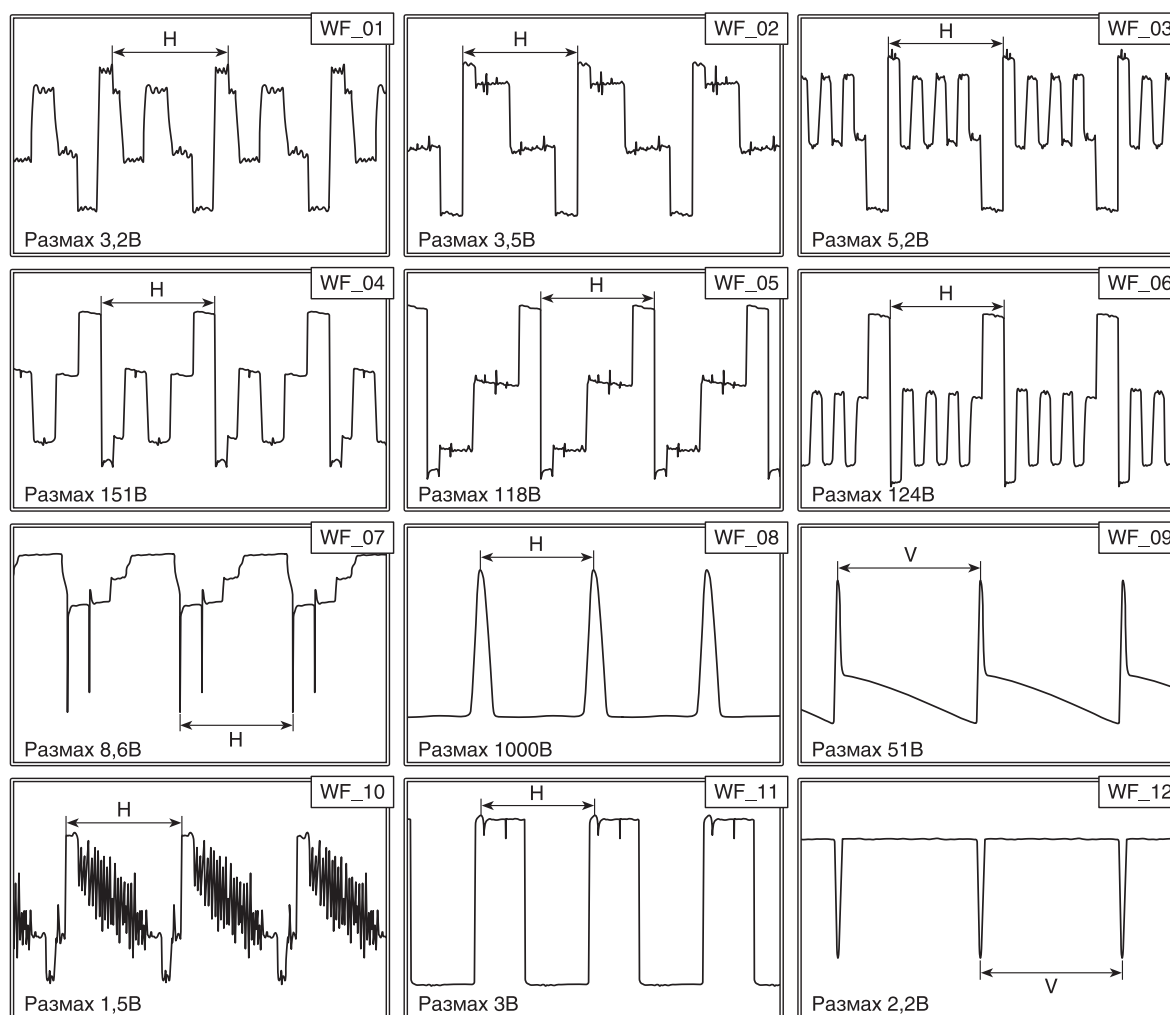 WF_01
H
Размах 3,2В
WF_02
H
Размах 3,5В
WF_03
H
Размах 5,2В
WF_04
H
Размах 151В
WF_05
H
Размах 118В
WF_06
H
Размах 124В
WF_07
H
Размах 8,6В
WF_08
H
Размах 1000В
WF_09
V
Размах 51В
WF_10
H
Размах 1,5В
WF_11
H
Размах 3В
WF_12
V
Размах 2,2В